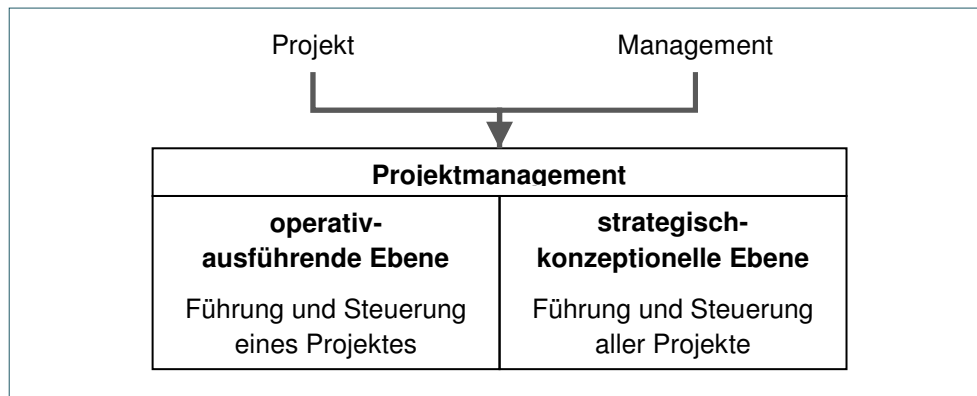 Projekt Management
Projektmanagement
operativ-
ausführende Ebene
Führung und Steuerung
eines Projektes
strategisch-
konzeptionelle Ebene
Führung und Steuerung
aller Projekte